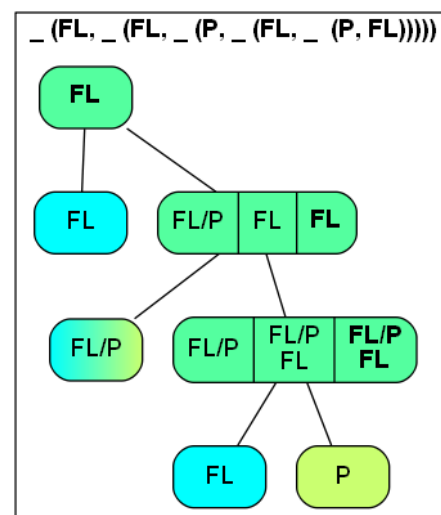 _ (FL, _ (FL, _ (P, _ (FL, _ (P, FL)))))
FL
FL
FL/P FL FL
FL/P
FL/P FL/P FL/P
FL FL
FL P